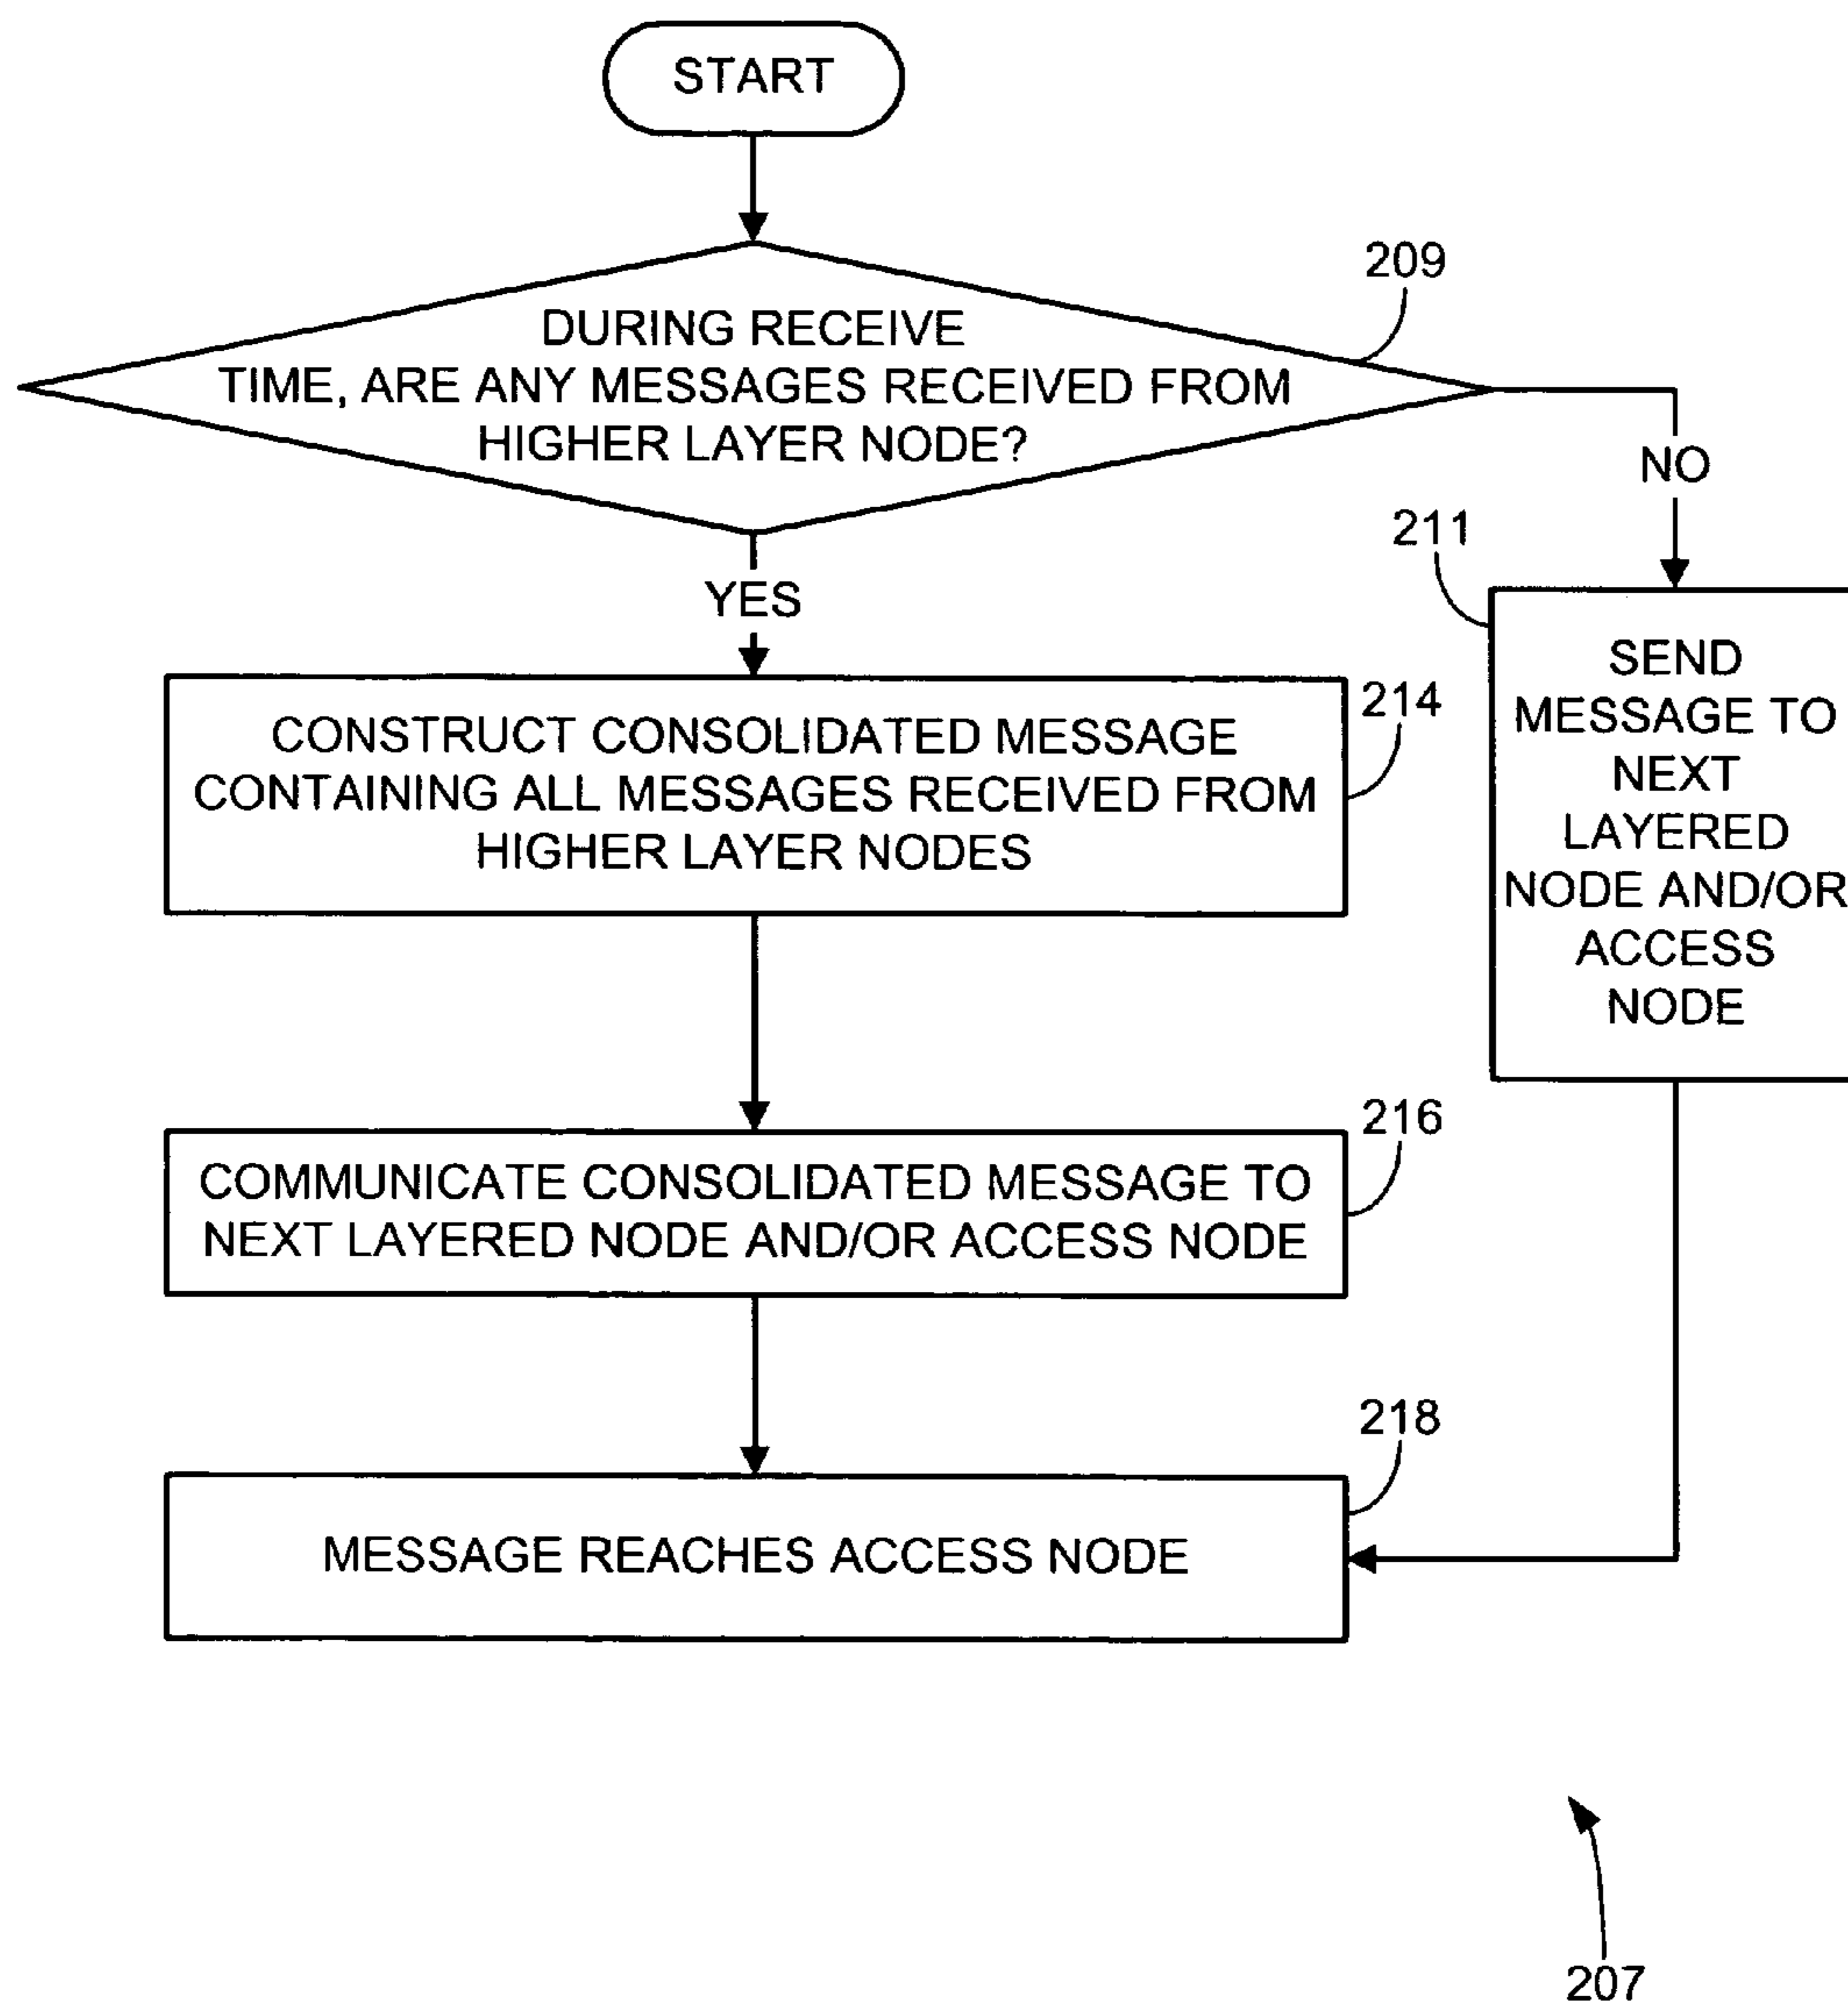 START
209
DURING RECEIVE
TIME, ARE ANY MESSAGES RECEIVED FROM
HIGHER LAYER NODE?
NO
YES
211
SEND
MESSAGE TO
NEXT
LAYERED
NODE AND/OR
ACCESS
NODE
214
CONSTRUCT CONSOLIDATED MESSAGE
CONTAINING ALL MESSAGES RECEIVED FROM
HIGHER LAYER NODES
216
COMMUNICATE CONSOLIDATED MESSAGE TO
NEXT LAYERED NODE AND/OR ACCESS NODE
218
MESSAGE REACHES ACCESS NODE
207